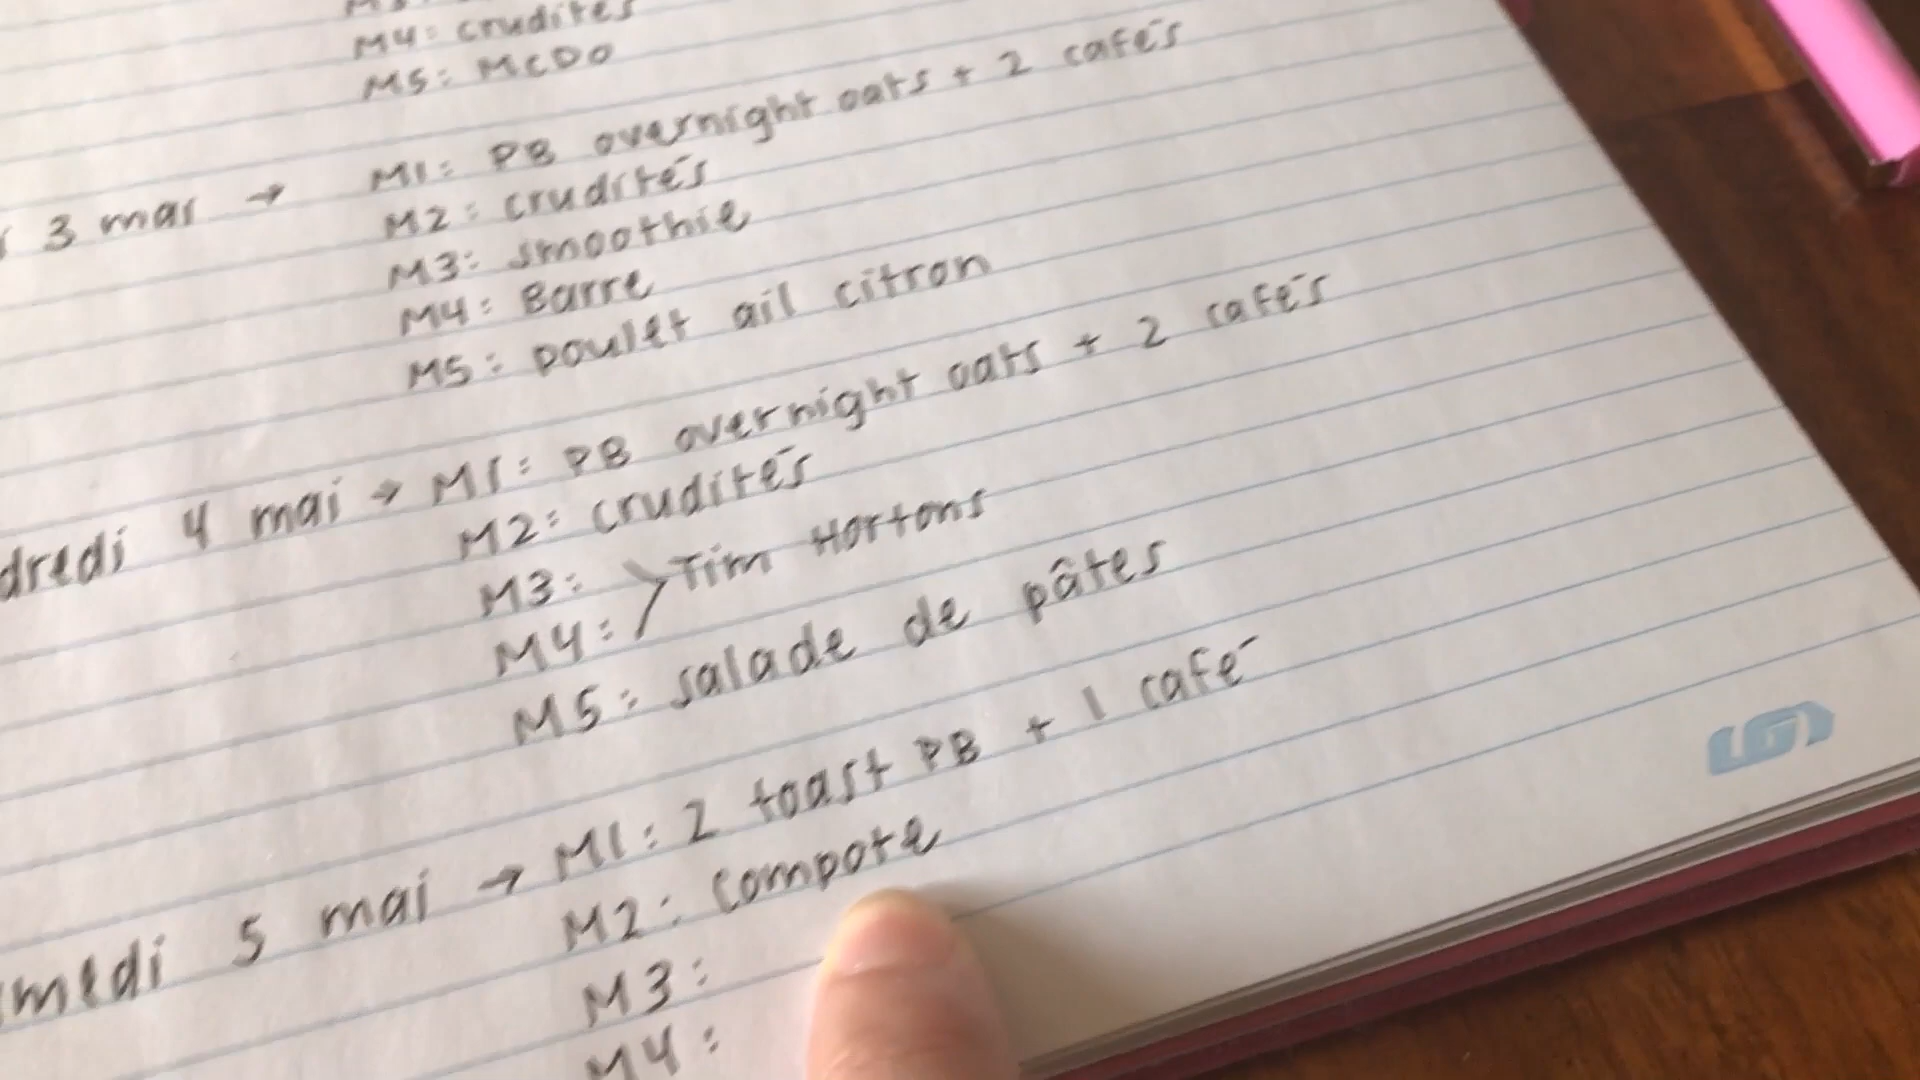 M4: crudités
M5: McDO
3 mai → M1: PB overnight oats + 2 cafés
M2: crudités
M3: smoothie
M4: Barre
M5: poulet ail citron
dredi 4 mai → M1: PB overnight oats + 2 cafés
M2: crudités
M3: } Tim Hortons
M4:
M5: salade de pâtes
medi 5 mai → M1: 2 toast PB + 1 café
M2: compote
M3:
M4: